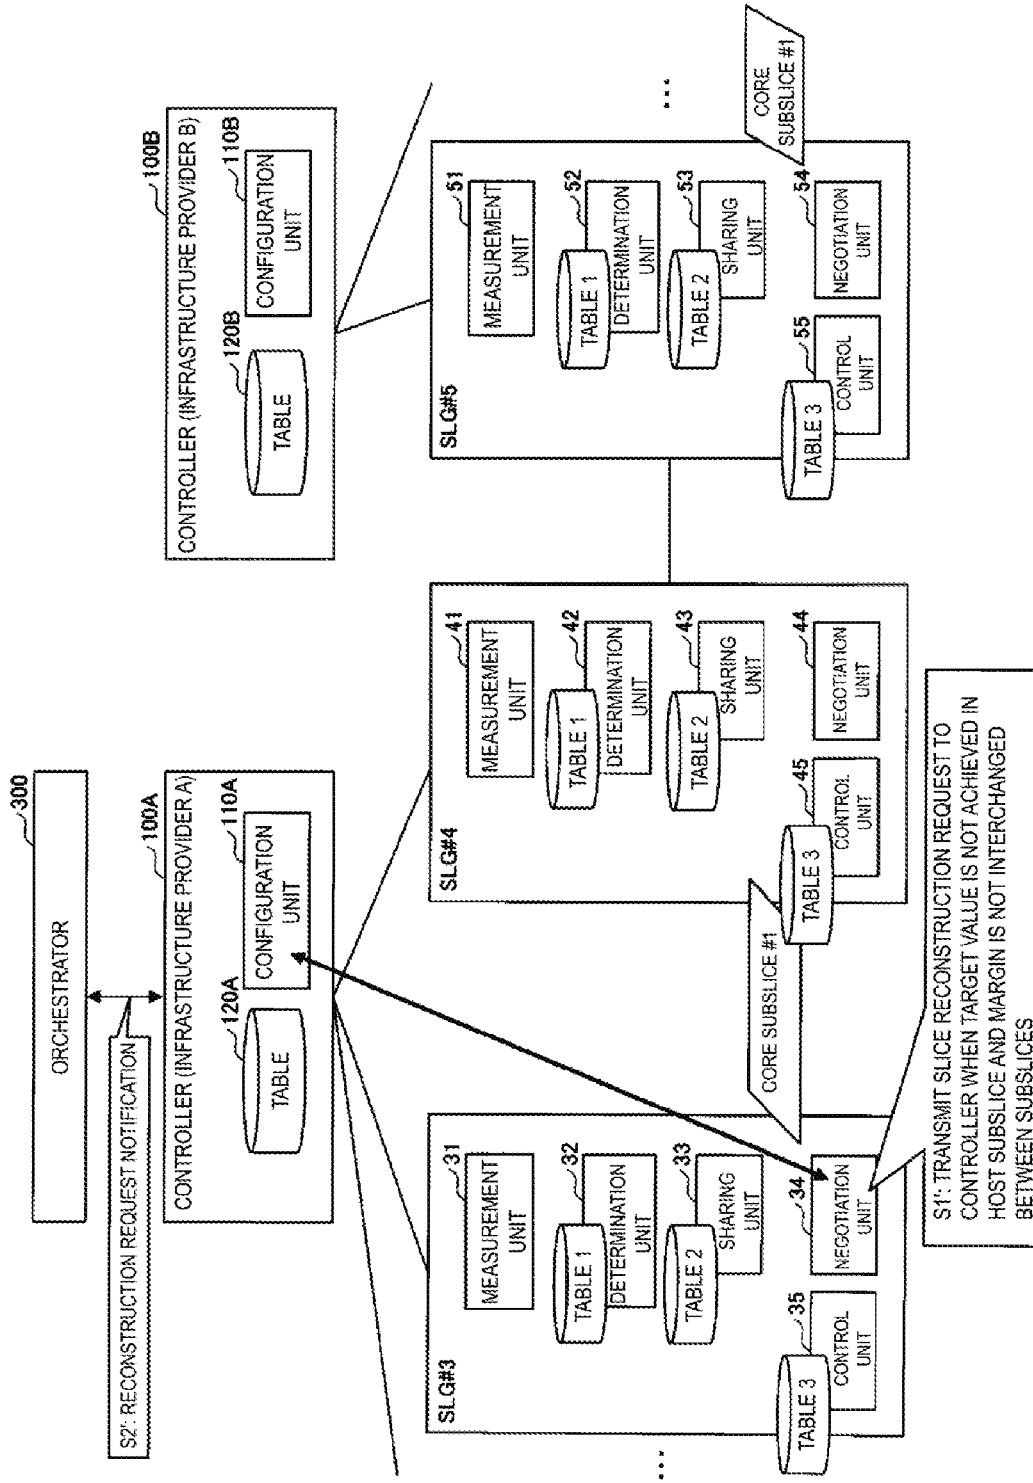 300
ORCHESTRATOR
S2': RECONSTRUCTION REQUEST NOTIFICATION
100A
CONTROLLER (INFRASTRUCTURE PROVIDER A)
120A
TABLE
110A
CONFIGURATION
UNIT
100B
CONTROLLER (INFRASTRUCTURE PROVIDER B)
120B
TABLE
110B
CONFIGURATION
UNIT
...
SLG#3
31
MEASUREMENT
UNIT
32
TABLE 1
DETERMINATION
UNIT
33
TABLE 2
SHARING
UNIT
35
TABLE 3
CONTROL
UNIT
34
NEGOTIATION
UNIT
CORE SUBSLICE #1
SLG#4
41
MEASUREMENT
UNIT
42
TABLE 1
DETERMINATION
UNIT
43
TABLE 2
SHARING
UNIT
45
TABLE 3
CONTROL
UNIT
44
NEGOTIATION
UNIT
SLG#5
51
MEASUREMENT
UNIT
52
TABLE 1
DETERMINATION
UNIT
53
TABLE 2
SHARING
UNIT
55
TABLE 3
CONTROL
UNIT
54
NEGOTIATION
UNIT
...
CORE
SUBSLICE #1
S1': TRANSMIT SLICE RECONSTRUCTION REQUEST TO
CONTROLLER WHEN TARGET VALUE IS NOT ACHIEVED IN
HOST SUBSLICE AND MARGIN IS NOT INTERCHANGED
BETWEEN SUBSLICES